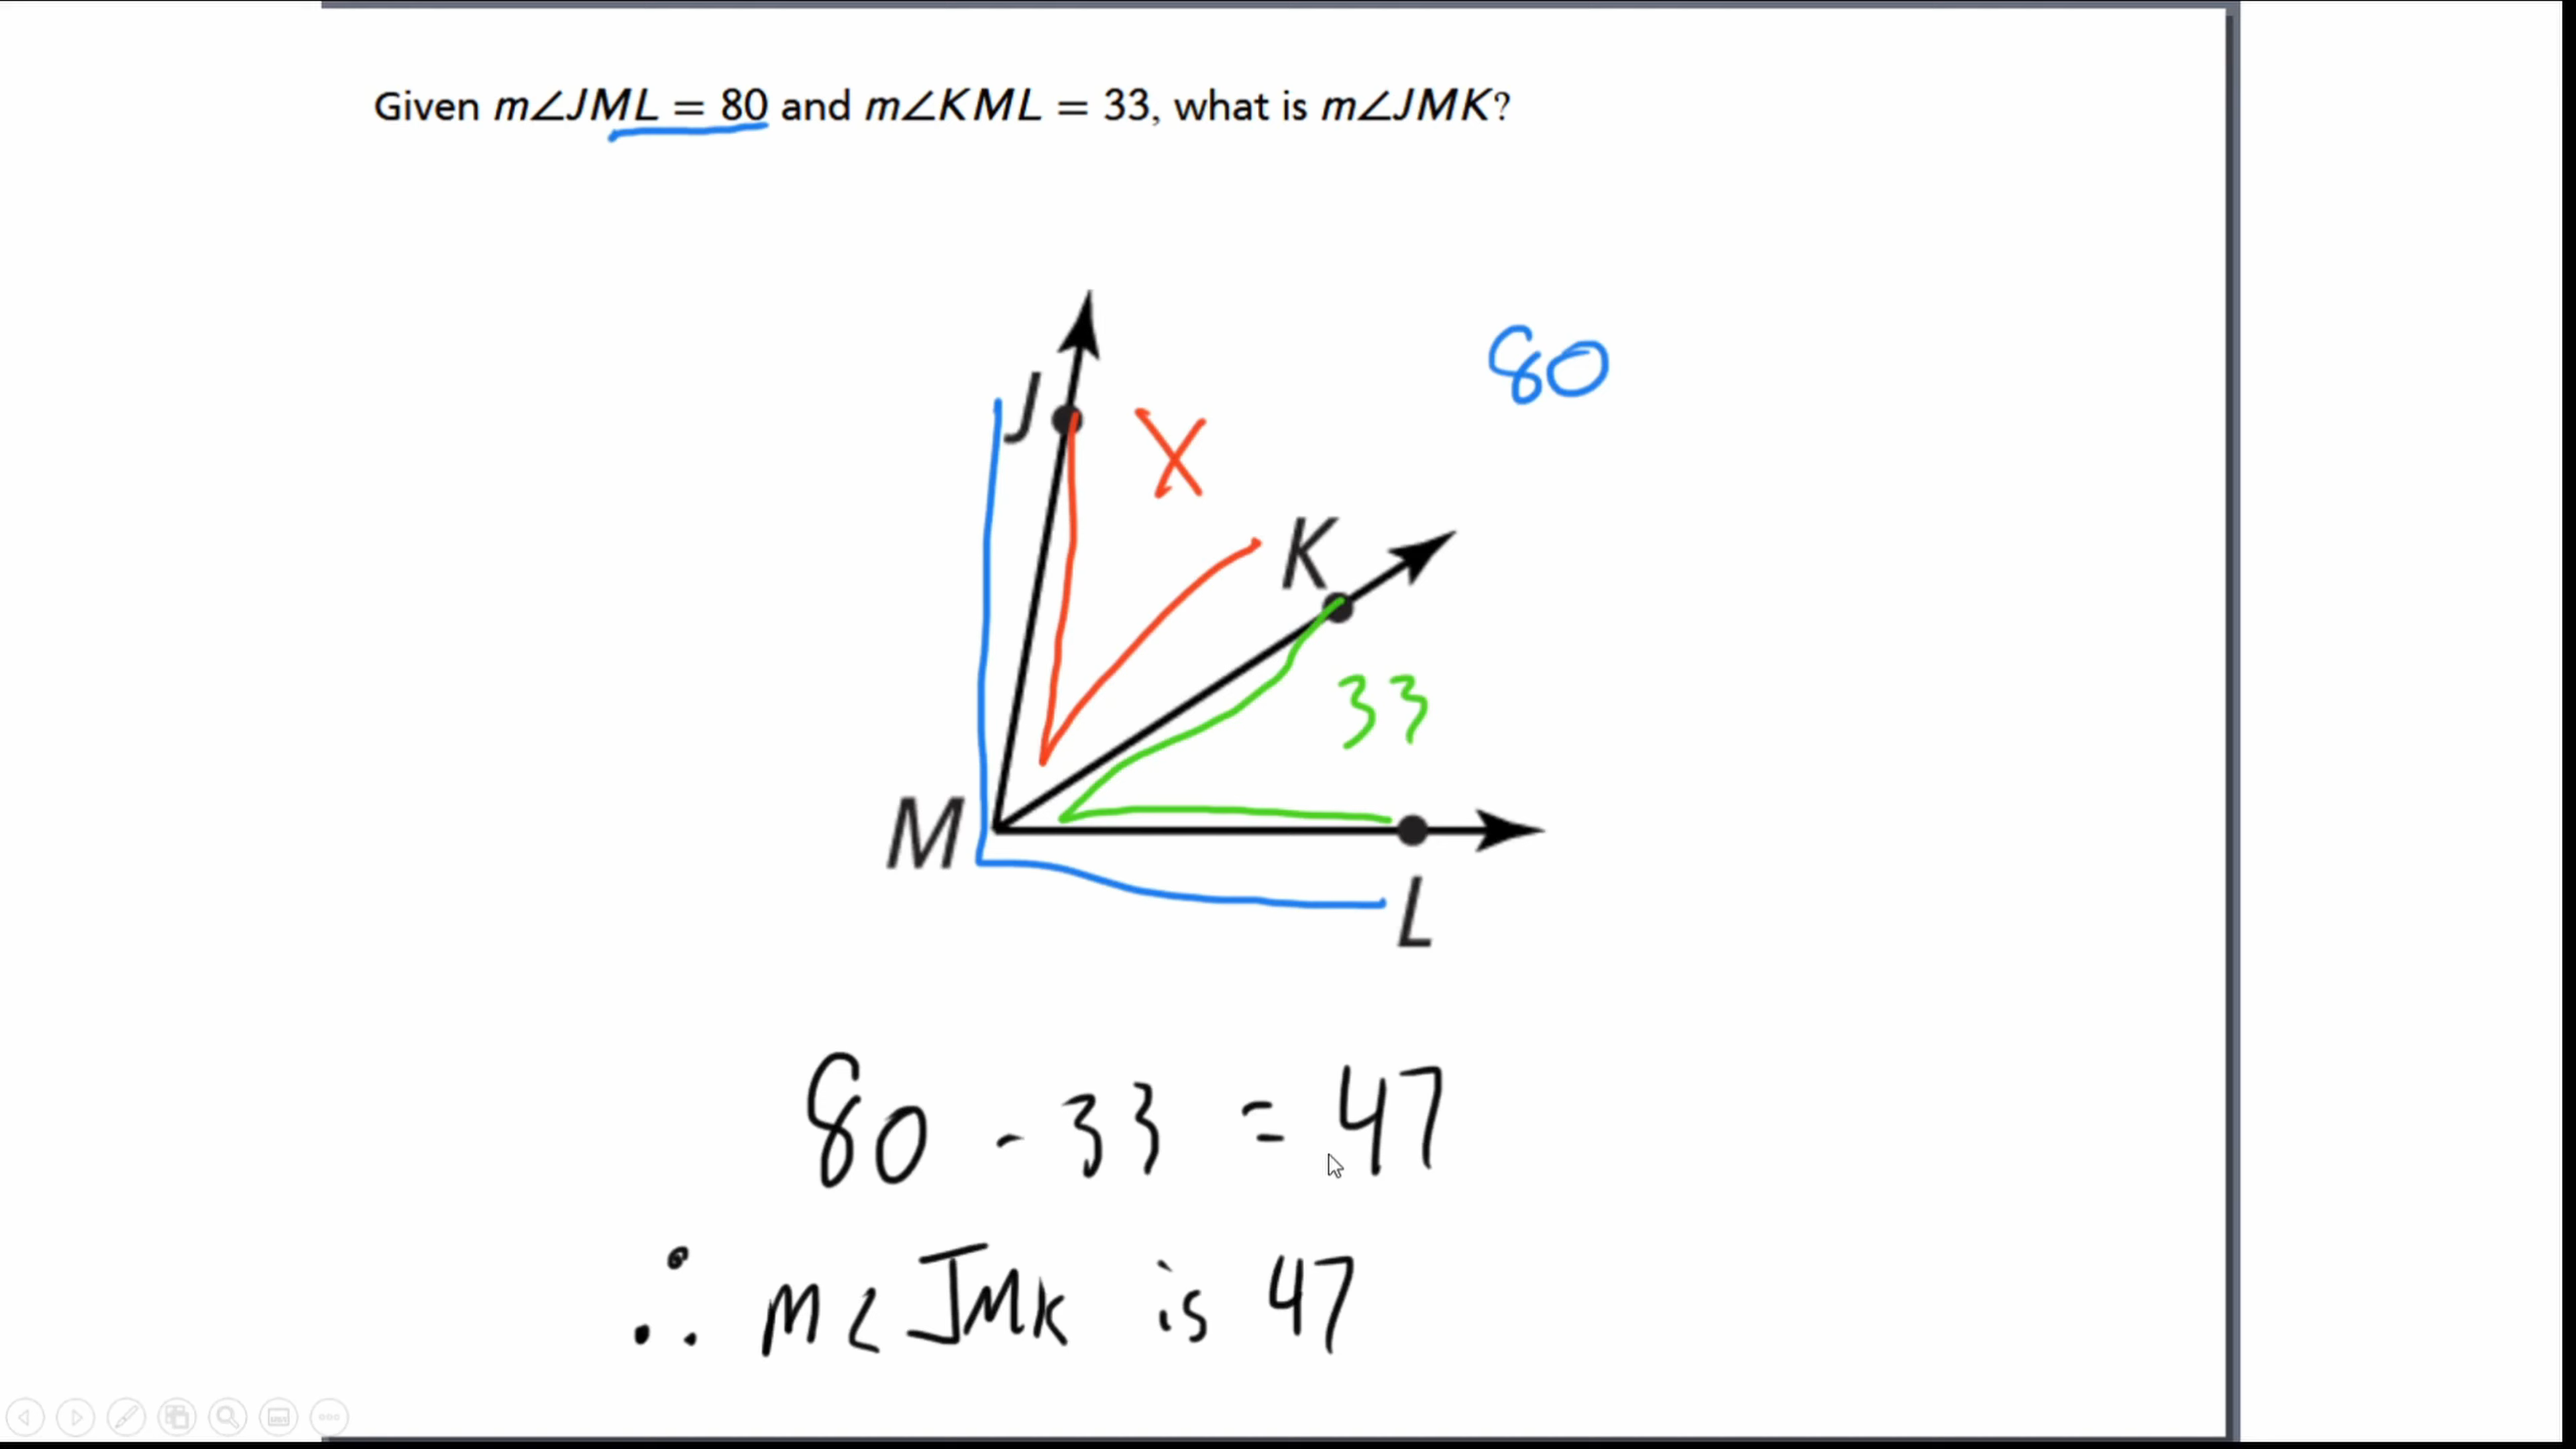 Given m∠JML = 80 and m∠KML = 33, what is m∠JMK?
80
J
X
K
33
M
L
80 - 33 = 47
∴ m∠JMK is 47